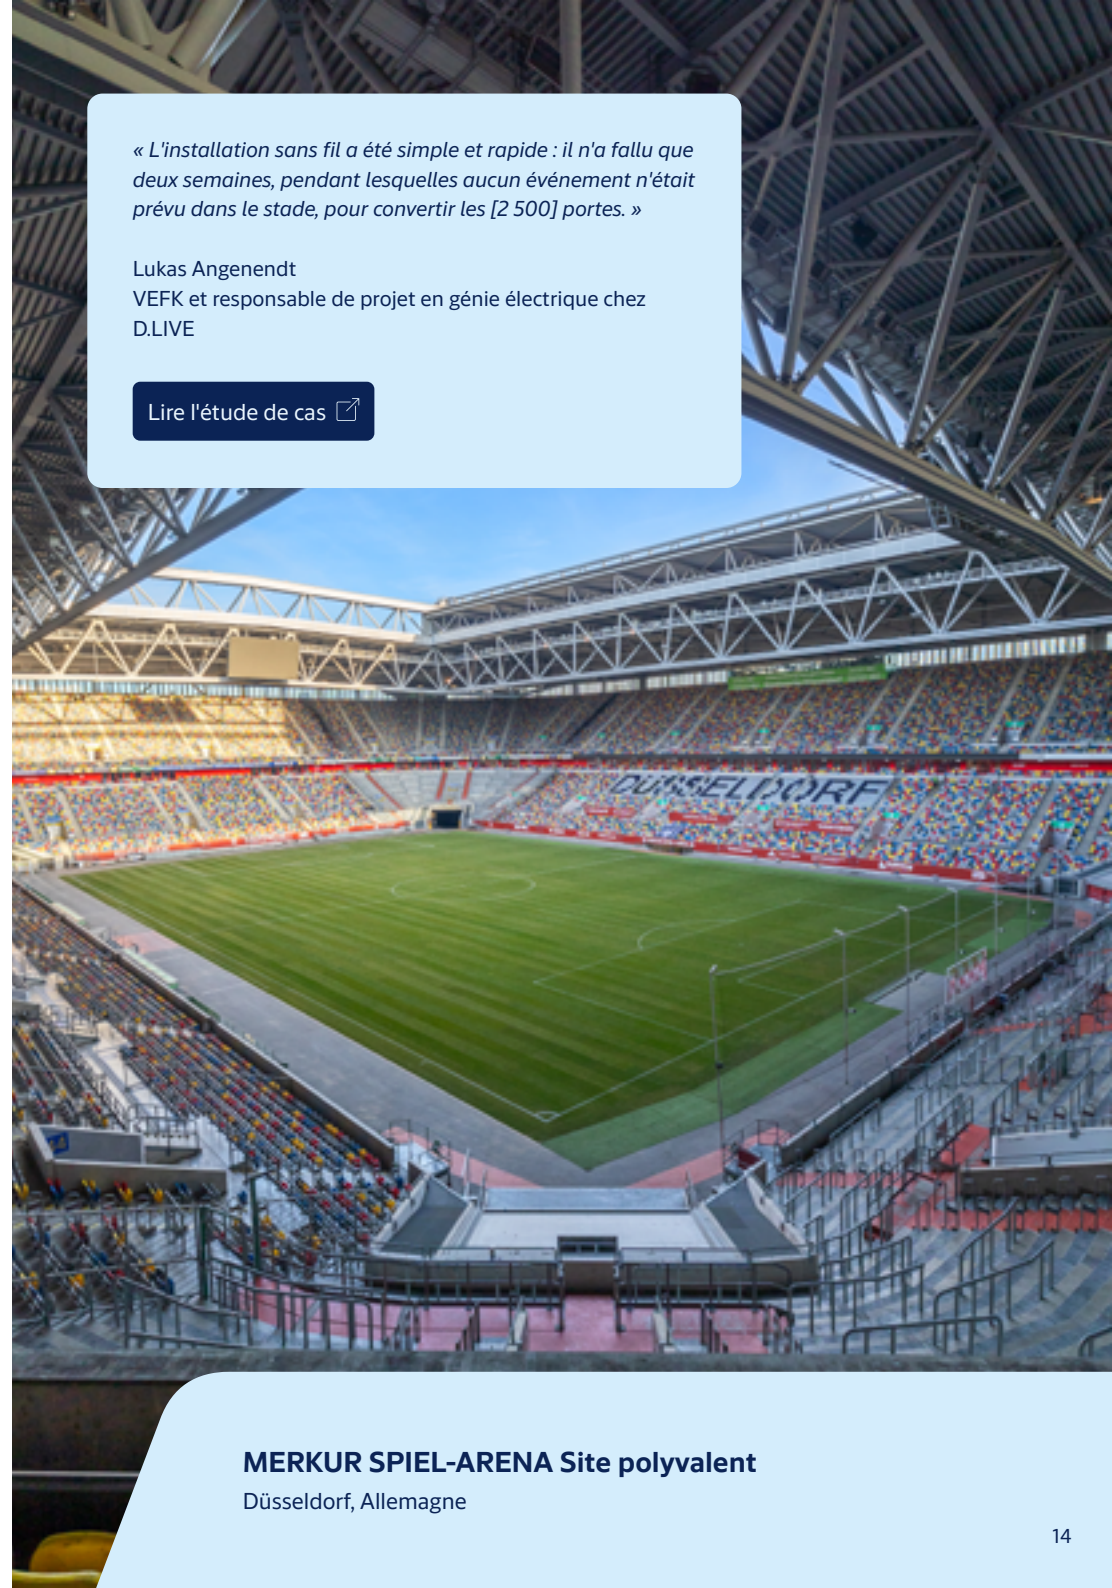 « L'installation sans fil a été simple et rapide : il n'a fallu que
deux semaines, pendant lesquelles aucun événement n'était
prévu dans le stade, pour convertir les [2 500] portes. »
Lukas Angenendt
VEFK et responsable de projet en génie électrique chez
D.LIVE
Lire l'étude de cas
DÜSSELDORF
MERKUR SPIEL-ARENA Site polyvalent
Düsseldorf, Allemagne
14